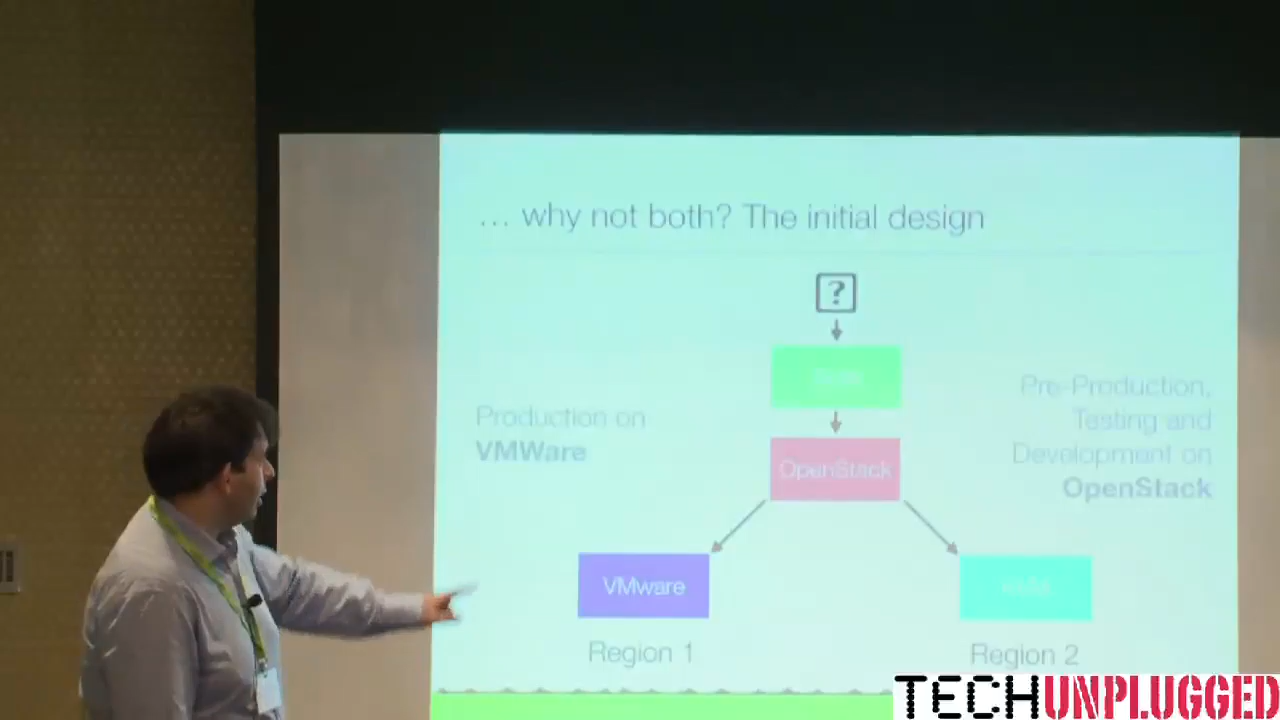 ... why not both? The initial design
?
Production on
VMWare
Pre-Production,
Testing and
Development on
OpenStack
OpenStack
VMware
Region 1
Region 2
TECHUNPLUGGED